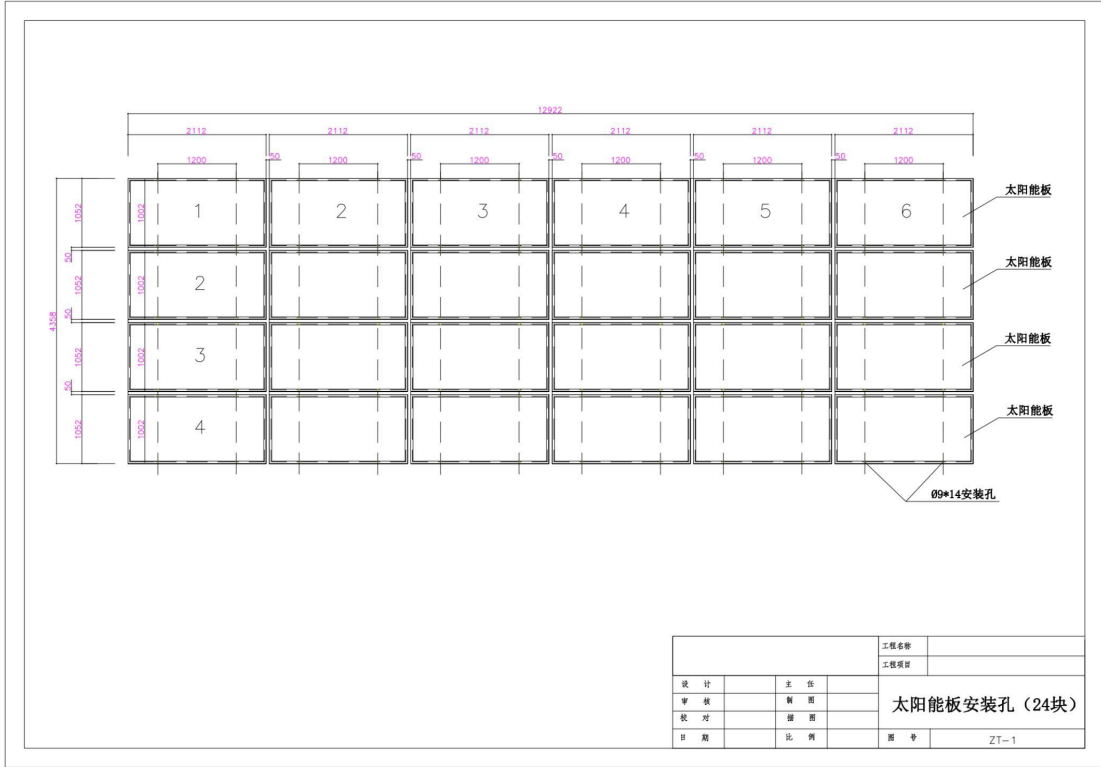 12922
2112 2112 2112 2112 2112 2112
1200 50 1200 50 1200 50 1200 50 1200 50 1200
1052 1002 1 2 3 4 5 6 太阳能板
50
1052 1002 2 太阳能板
4358 50
1052 1002 3 太阳能板
50
1052 1002 4 太阳能板
Ø9*14安装孔
工程名称
工程项目
设 计 主 任
审 核 制 图 太阳能板安装孔（24块）
校 对 描 图
日 期 比 例 图 号 ZT-1